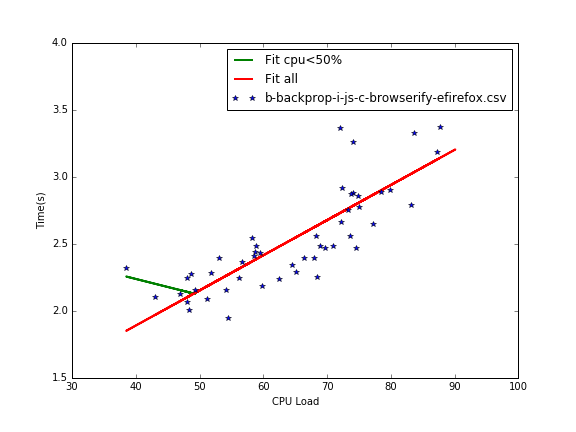 4.0
3.5
3.0
2.5
2.0
1.5
Time(s)
Fit cpu<50%
Fit all
b-backprop-i-js-c-browserify-efirefox.csv
30 40 50 60 70 80 90 100
CPU Load